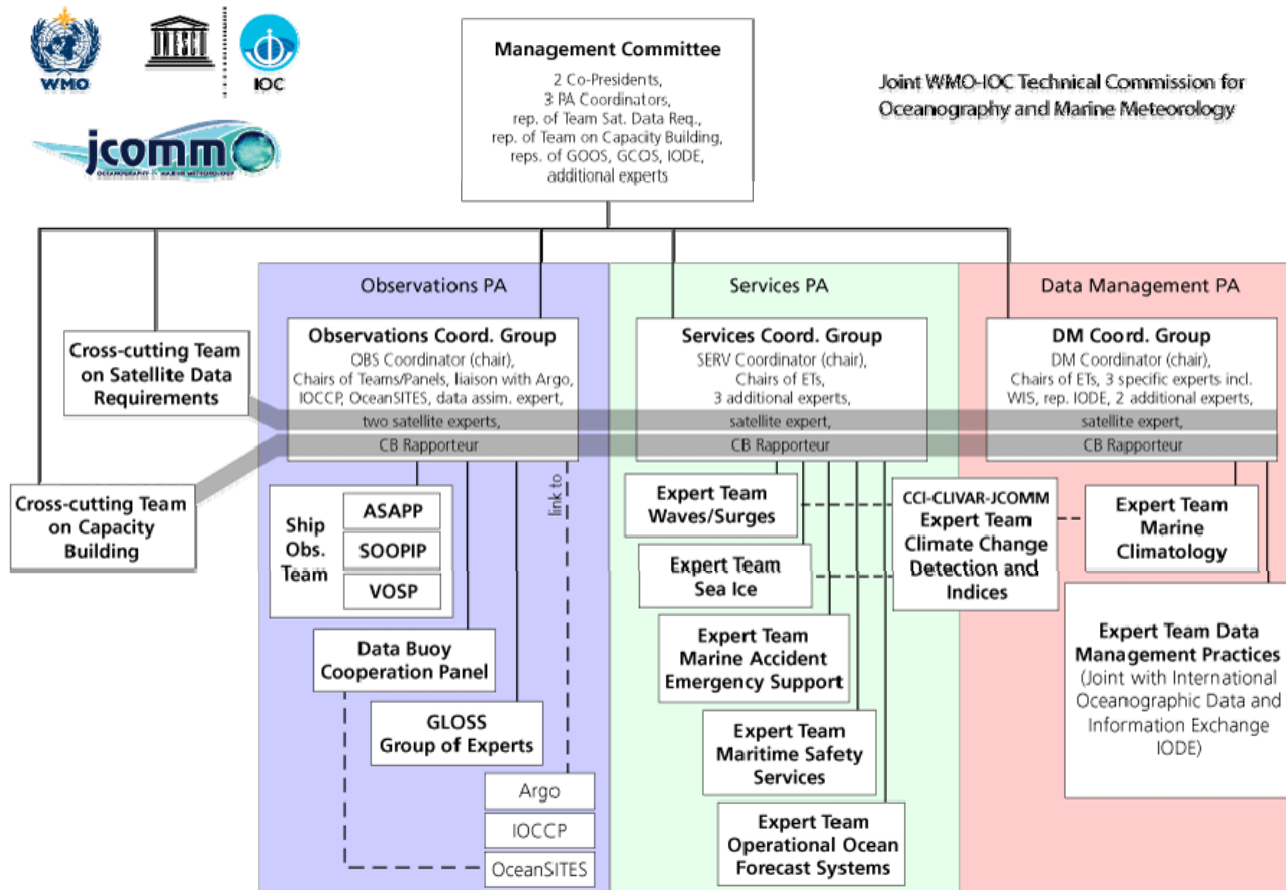 WMO
UNESCO
IOC
jcomm
OCEANOGRAPHY & MARINE METEOROLOGY
Joint WMO-IOC Technical Commission for
Oceanography and Marine Meteorology
Management Committee
2 Co-Presidents,
3 PA Coordinators,
rep. of Team Sat. Data Req.,
rep. of Team on Capacity Building,
reps. of GOOS, GCOS, IODE,
additional experts
Cross-cutting Team
on Satellite Data
Requirements
Cross-cutting Team
on Capacity
Building
Observations PA
Observations Coord. Group
OBS Coordinator (chair),
Chairs of Teams/Panels, liaison with Argo,
IOCCP, OceanSITES, data assim. expert,
two satellite experts,
CB Rapporteur
Ship
Obs.
Team
ASAPP
SOOPIP
VOSP
link to
Data Buoy
Cooperation Panel
GLOSS
Group of Experts
Argo
IOCCP
OceanSITES
Services PA
Services Coord. Group
SERV Coordinator (chair),
Chairs of ETs,
3 additional experts,
satellite expert,
CB Rapporteur
Expert Team
Waves/Surges
Expert Team
Sea Ice
Expert Team
Marine Accident
Emergency Support
Expert Team
Maritime Safety
Services
Expert Team
Operational Ocean
Forecast Systems
CCI-CLIVAR-JCOMM
Expert Team
Climate Change
Detection and
Indices
Data Management PA
DM Coord. Group
DM Coordinator (chair),
Chairs of ETs, 3 specific experts incl.
WIS, rep. IODE, 2 additional experts,
satellite expert,
CB Rapporteur
Expert Team
Marine
Climatology
Expert Team Data
Management Practices
(Joint with International
Oceanographic Data and
Information Exchange
IODE)